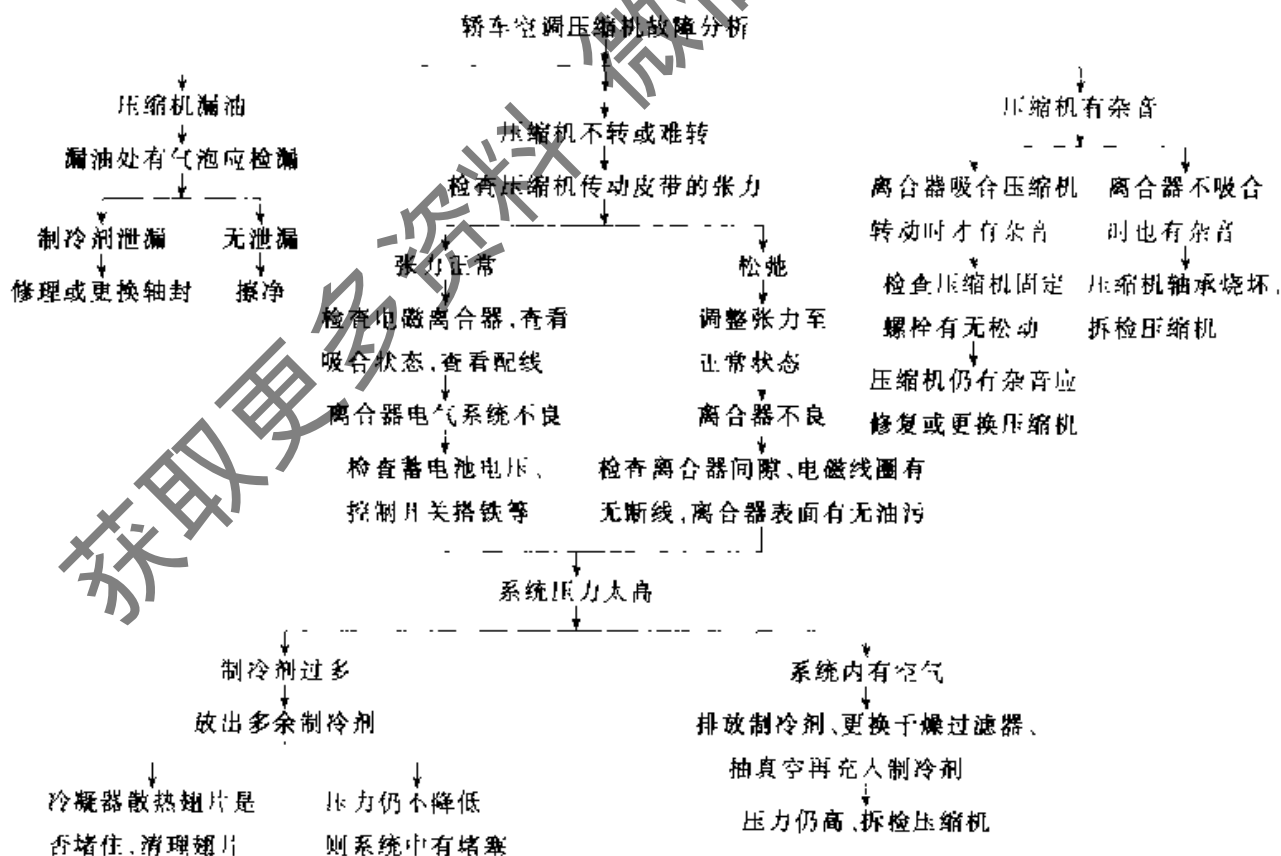 轿车空调压缩机故障分析
压缩机漏油
漏油处有气泡应检漏
制冷剂泄漏
无泄漏
修理或更换轴封
擦净
压缩机不转或难转
检查压缩机传动皮带的张力
张力正常
检查电磁离合器,查看
吸合状态,查看配线
离合器电气系统不良
检查蓄电池电压、
控制开关搭铁等
松弛
调整张力至
正常状态
离合器不良
检查离合器间隙、电磁线圈有
无断线,离合器表面有无油污
压缩机有杂音
离合器吸合压缩机
转动时才有杂音
检查压缩机固定
螺栓有无松动
压缩机仍有杂音应
修复或更换压缩机
离合器不吸合
时也有杂音
压缩机轴承烧坏,
拆检压缩机
系统压力太高
制冷剂过多
放出多余制冷剂
冷凝器散热翅片是
否堵住、清理翅片
压力仍不降低
则系统中有堵塞
系统内有空气
排放制冷剂、更换干燥过滤器、
抽真空再充入制冷剂
压力仍高、拆检压缩机
获取更多资料 微